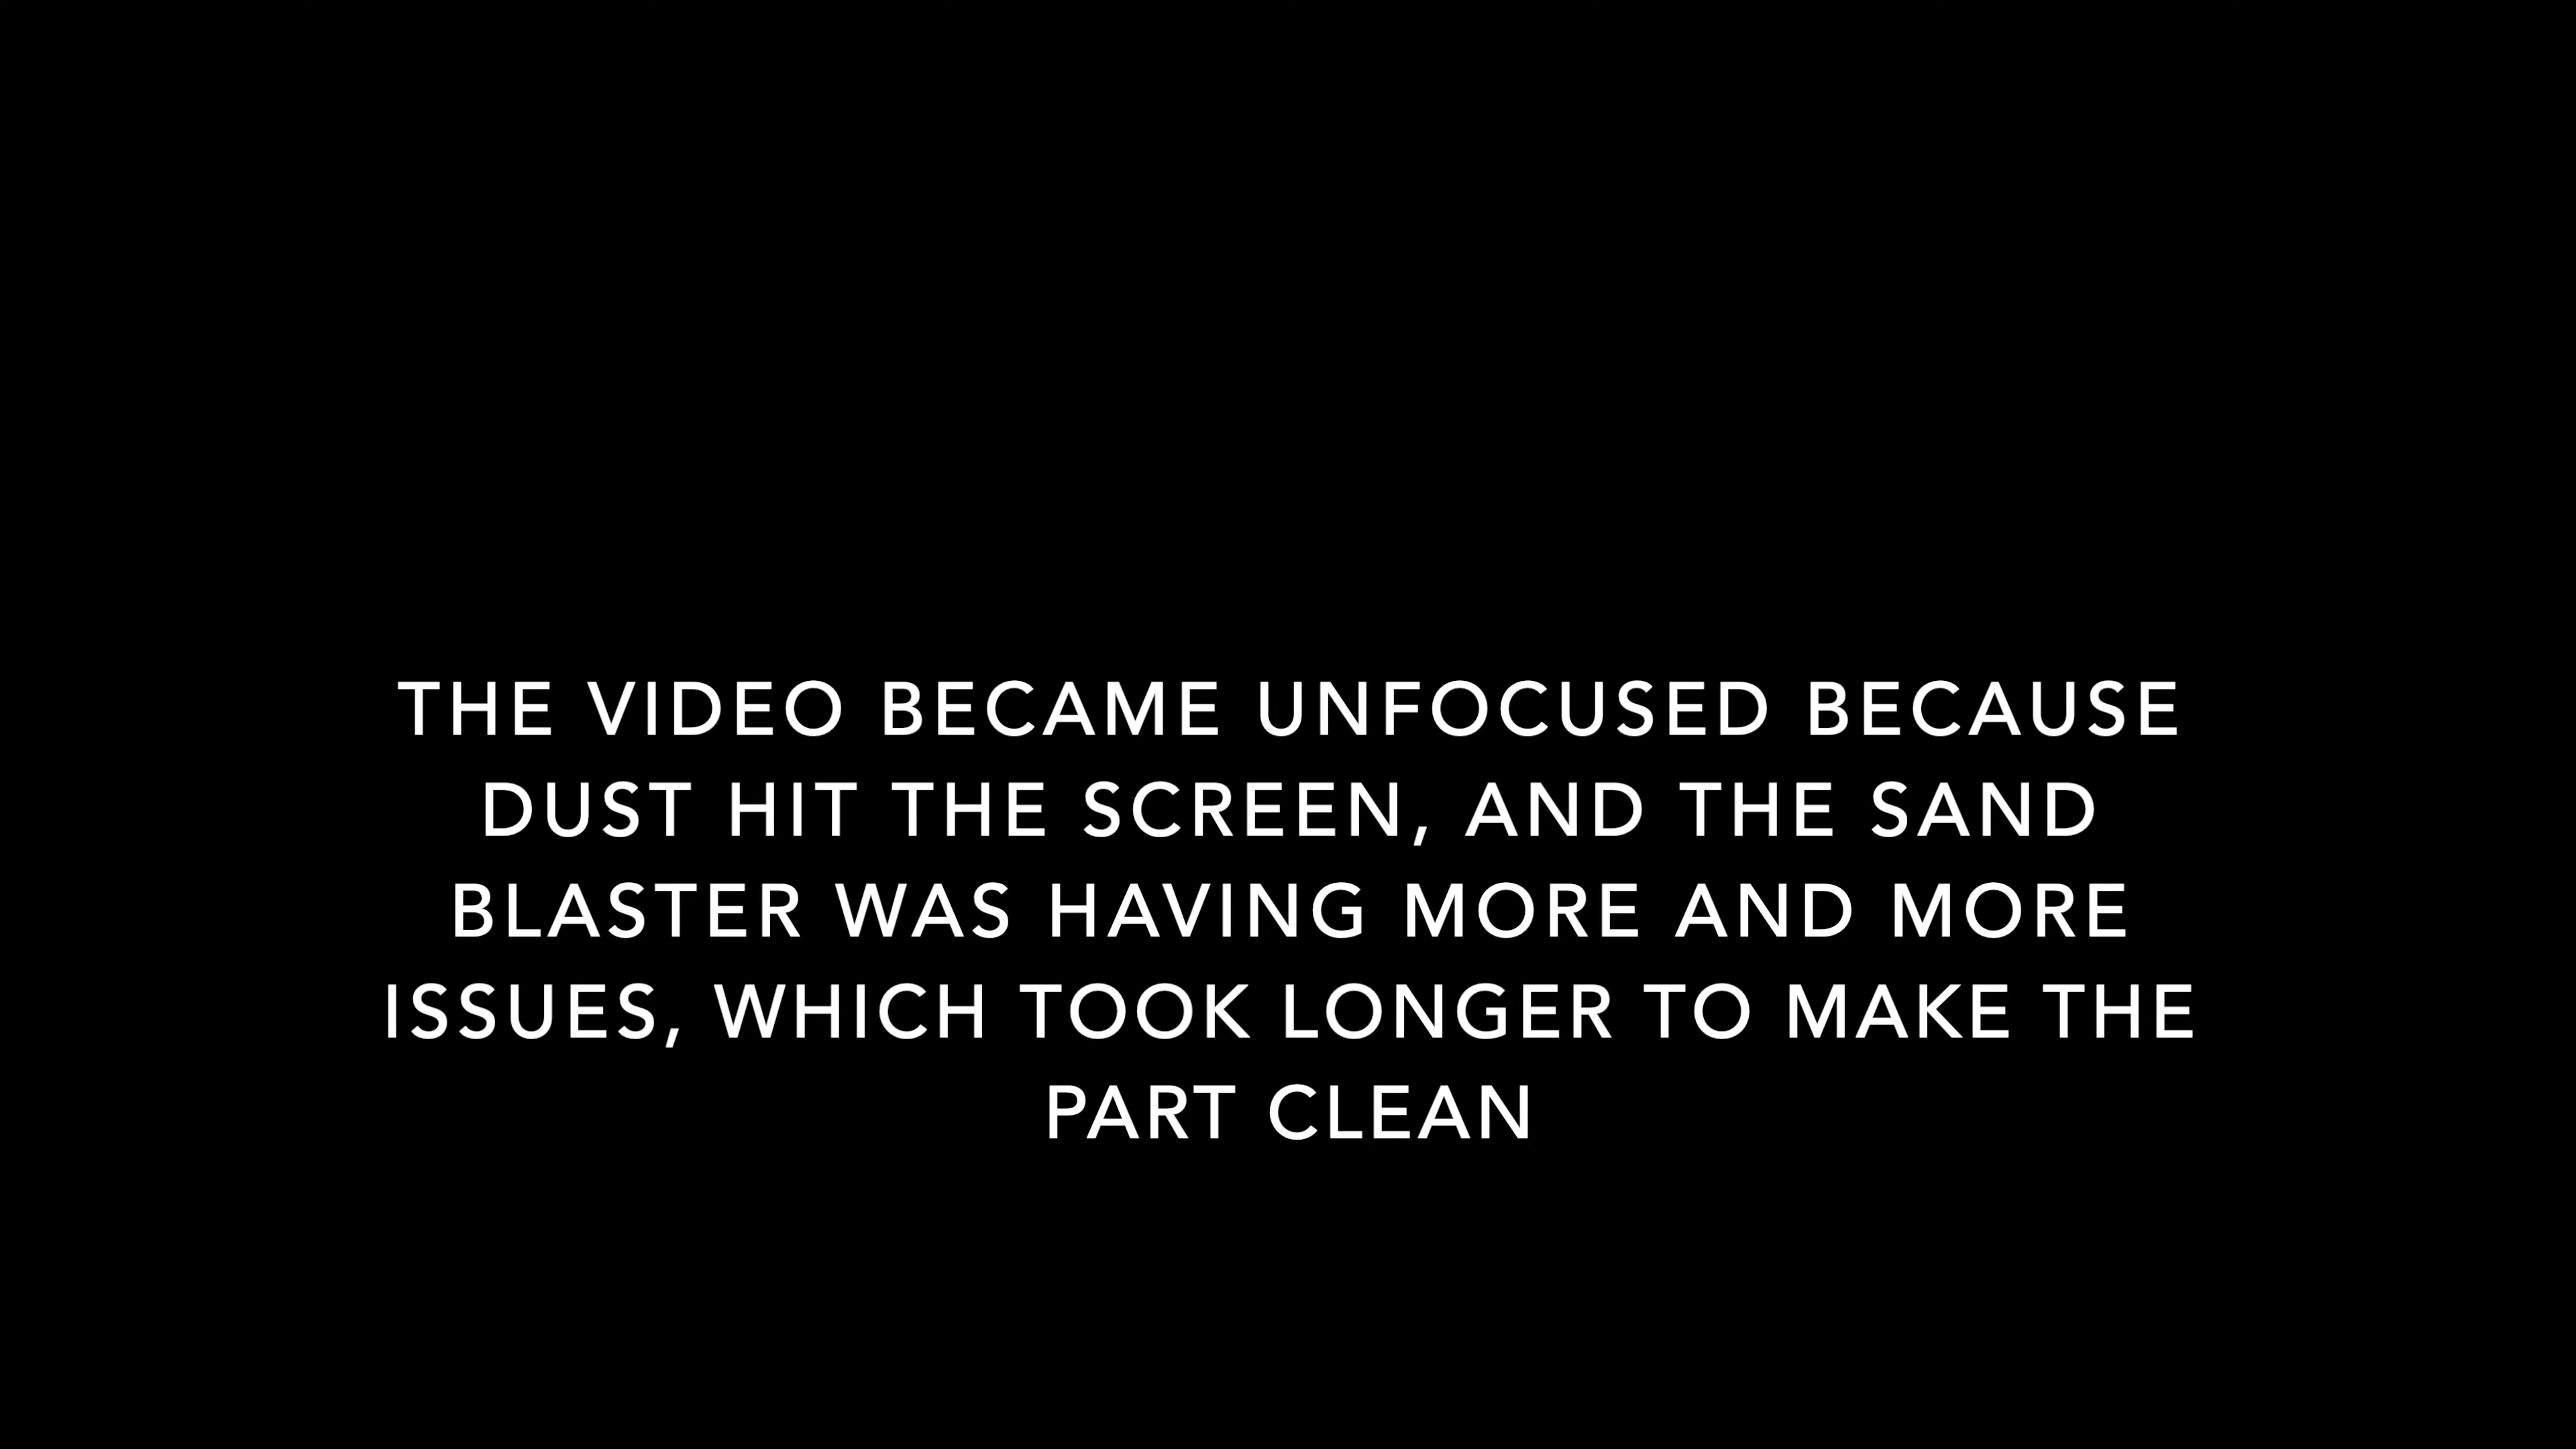 THE VIDEO BECAME UNFOCUSED BECAUSE
DUST HIT THE SCREEN, AND THE SAND
BLASTER WAS HAVING MORE AND MORE
ISSUES, WHICH TOOK LONGER TO MAKE THE
PART CLEAN